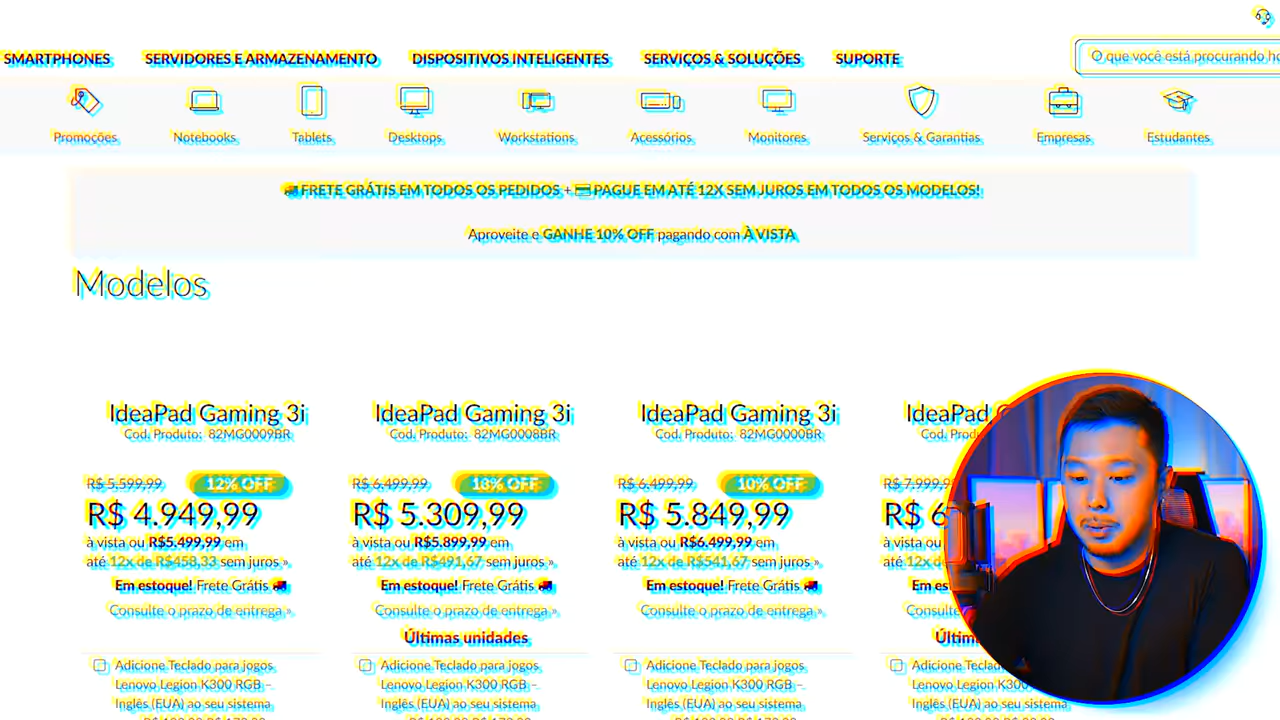 SMARTPHONES SERVIDORES E ARMAZENAMENTO DISPOSITIVOS INTELIGENTES SERVIÇOS & SOLUÇÕES SUPORTE
O que você está procurando
Promoções Notebooks Tablets Desktops Workstations Acessórios Monitores Serviços & Garantias Empresas Estudantes
FRETE GRÁTIS EM TODOS OS PEDIDOS + PAGUE EM ATÉ 12X SEM JUROS EM TODOS OS MODELOS!
Aproveite e GANHE 10% OFF pagando com À VISTA
Modelos
IdeaPad Gaming 3i
Cod. Produto: 82MG0009BR
R$ 5.599,99 12% OFF
R$ 4.949,99
à vista ou R$5.499,99 em
até 12x de R$458,33 sem juros »
Em estoque! Frete Grátis
Consulte o prazo de entrega »
Adicione Teclado para jogos
Lenovo Legion K300 RGB –
Inglês (EUA) ao seu sistema
IdeaPad Gaming 3i
Cod. Produto: 82MG0008BR
R$ 6.499,99 18% OFF
R$ 5.309,99
à vista ou R$5.899,99 em
até 12x de R$491,67 sem juros »
Em estoque! Frete Grátis
Consulte o prazo de entrega »
Últimas unidades
Adicione Teclado para jogos
Lenovo Legion K300 RGB –
Inglês (EUA) ao seu sistema
IdeaPad Gaming 3i
Cod. Produto: 82MG0000BR
R$ 6.499,99 10% OFF
R$ 5.849,99
à vista ou R$6.499,99 em
até 12x de R$541,67 sem juros »
Em estoque! Frete Grátis
Consulte o prazo de entrega »
Adicione Teclado para jogos
Lenovo Legion K300 RGB –
Inglês (EUA) ao seu sistema
IdeaPad
Cod.
R$ 7.999,9
R$ 6
à vista ou
até 12x